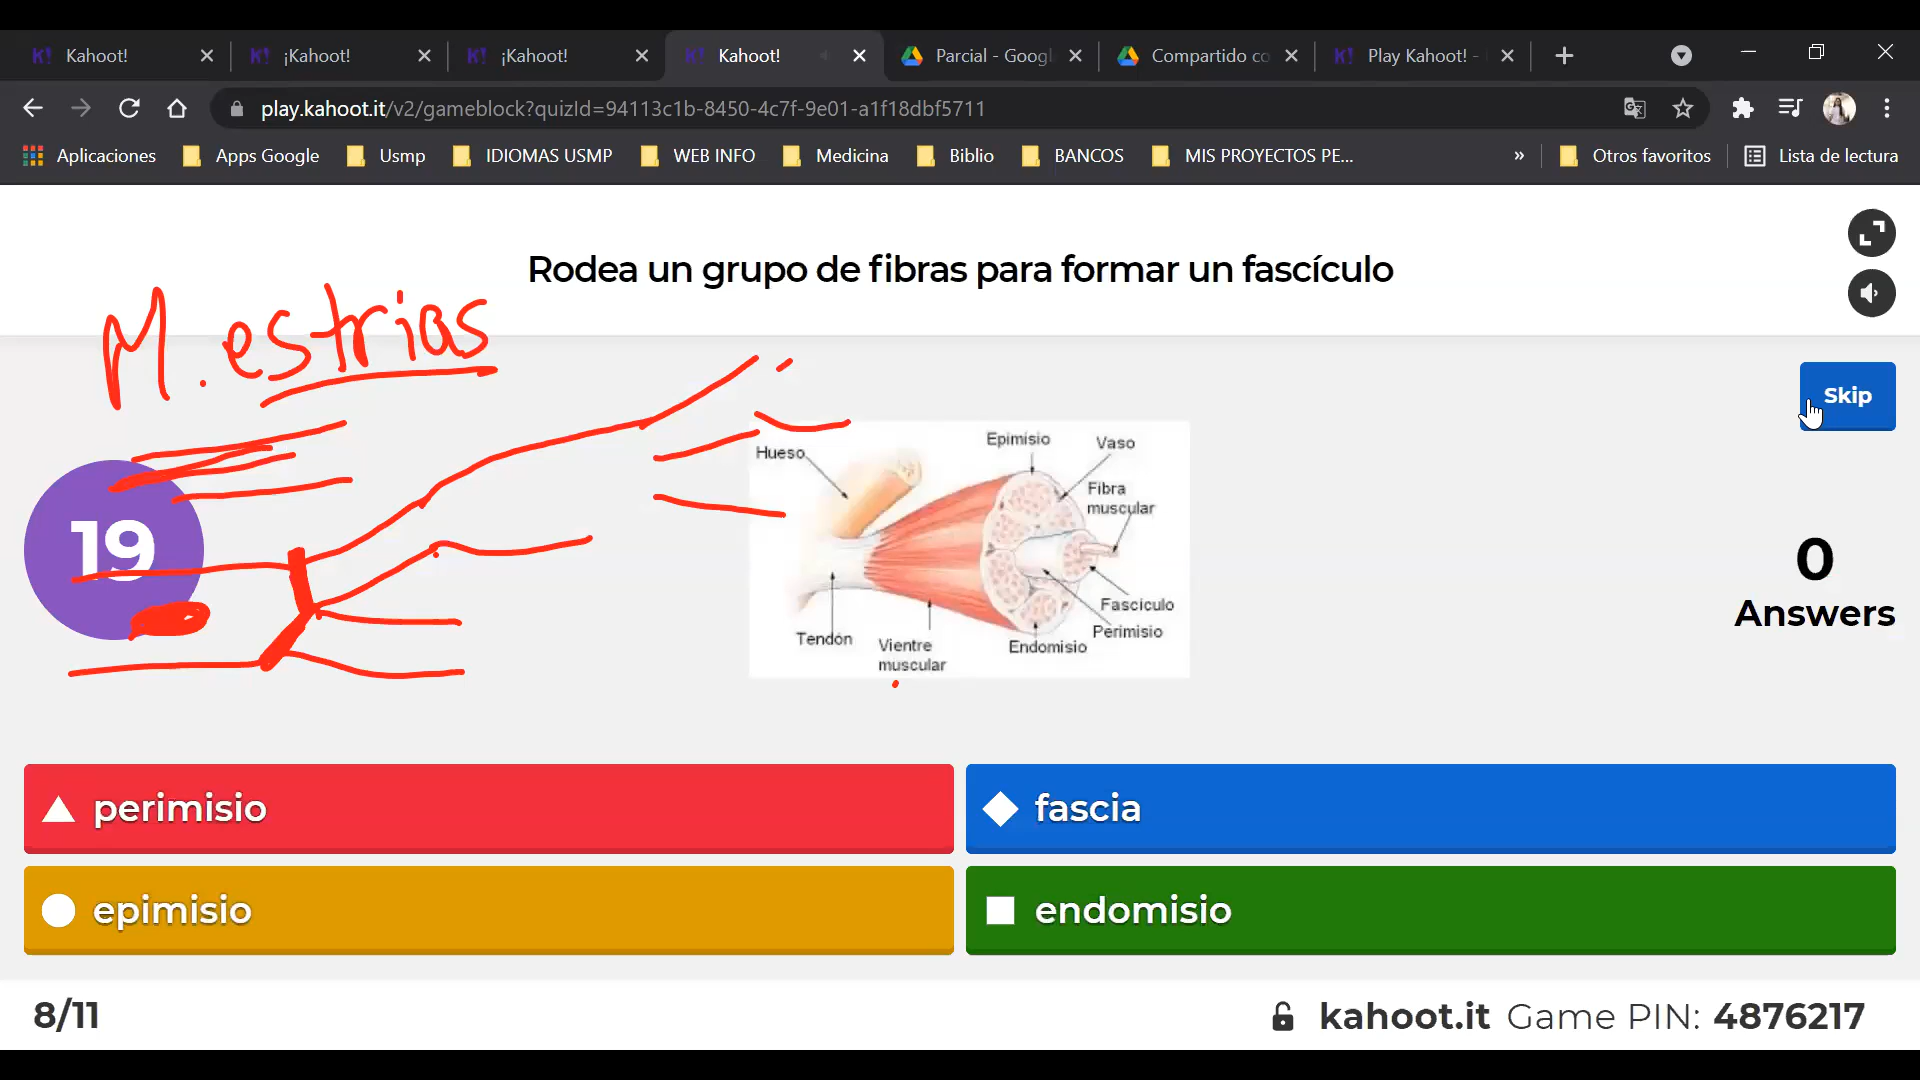 Kahoot!
¡Kahoot!
¡Kahoot!
Kahoot!
Parcial - Googl
Compartido co
Play Kahoot! -
play.kahoot.it/v2/gameblock?quizId=94113c1b-8450-4c7f-9e01-a1f18dbf5711
Aplicaciones
Apps Google
Usmp
IDIOMAS USMP
WEB INFO
Medicina
Biblio
BANCOS
MIS PROYECTOS PE...
»
Otros favoritos
Lista de lectura
Rodea un grupo de fibras para formar un fascículo
M. estrias
Skip
19
Hueso
Epimisio
Vaso
Fibra
muscular
Fasciculo
Perimisio
Endomisio
Tendón
Vientre
muscular
0
Answers
perimisio
fascia
epimisio
endomisio
8/11
kahoot.it Game PIN: 4876217